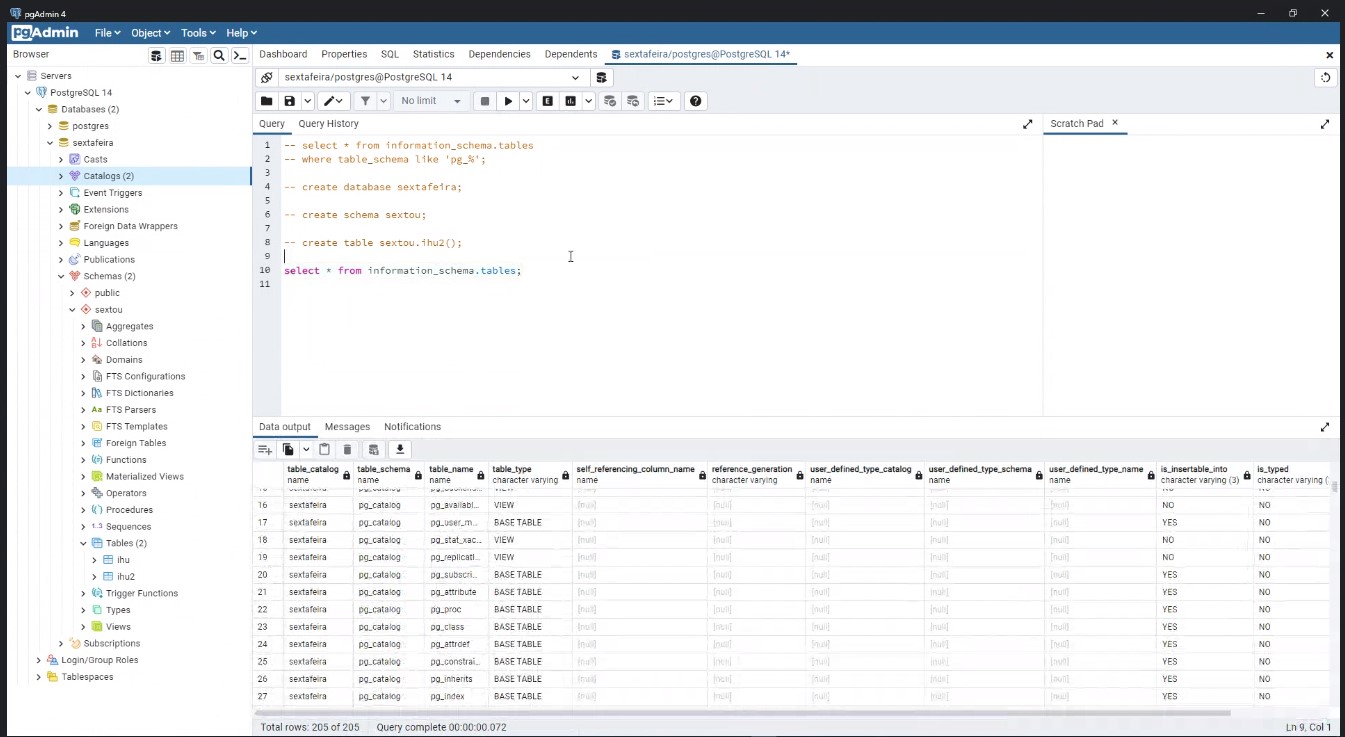 pgAdmin 4
pgAdmin File Object Tools Help
Browser
Dashboard Properties SQL Statistics Dependencies Dependents sextafeira/postgres@PostgreSQL 14*
Servers
PostgreSQL 14
Databases (2)
postgres
sextafeira
Casts
Catalogs (2)
Event Triggers
Extensions
Foreign Data Wrappers
Languages
Publications
Schemas (2)
public
sextou
Aggregates
Collations
Domains
FTS Configurations
FTS Dictionaries
Aa FTS Parsers
FTS Templates
Foreign Tables
Functions
Materialized Views
Operators
Procedures
1..3 Sequences
Tables (2)
ihu
ihu2
Trigger Functions
Types
Views
Subscriptions
Login/Group Roles
Tablespaces
sextafeira/postgres@PostgreSQL 14
No limit
Query Query History
Scratch Pad
1 -- select * from information_schema.tables
2 -- where table_schema like 'pg_%';
3
4 -- create database sextafeira;
5
6 -- create schema sextou;
7
8 -- create table sextou.ihu2();
9
10 select * from information_schema.tables;
11
Data output Messages Notifications
table_catalog table_schema table_name table_type self_referencing_column_name reference_generation user_defined_type_catalog user_defined_type_schema user_defined_type_name is_insertable_into is_typed
name name name character varying name character varying name name name character varying (3) character varying (
16 sextafeira pg_catalog pg_availabl... VIEW [null] [null] [null] [null] [null] NO NO
17 sextafeira pg_catalog pg_user_m... BASE TABLE [null] [null] [null] [null] [null] YES NO
18 sextafeira pg_catalog pg_stat_xac... VIEW [null] [null] [null] [null] [null] NO NO
19 sextafeira pg_catalog pg_replicati... VIEW [null] [null] [null] [null] [null] NO NO
20 sextafeira pg_catalog pg_subscri... BASE TABLE [null] [null] [null] [null] [null] YES NO
21 sextafeira pg_catalog pg_attribute BASE TABLE [null] [null] [null] [null] [null] YES NO
22 sextafeira pg_catalog pg_proc BASE TABLE [null] [null] [null] [null] [null] YES NO
23 sextafeira pg_catalog pg_class BASE TABLE [null] [null] [null] [null] [null] YES NO
24 sextafeira pg_catalog pg_attrdef BASE TABLE [null] [null] [null] [null] [null] YES NO
25 sextafeira pg_catalog pg_constrai... BASE TABLE [null] [null] [null] [null] [null] YES NO
26 sextafeira pg_catalog pg_inherits BASE TABLE [null] [null] [null] [null] [null] YES NO
27 sextafeira pg_catalog pg_index BASE TABLE [null] [null] [null] [null] [null] YES NO
Total rows: 205 of 205 Query complete 00:00:00.072 Ln 9, Col 1